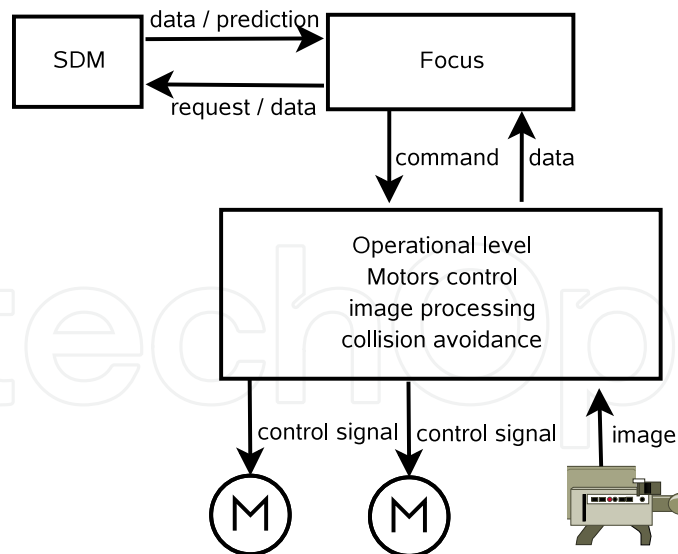 data / prediction
SDM
Focus
request / data
command
data
Operational level
Motors control
image processing
collision avoidance
control signal
control signal
image
M
M
techOp